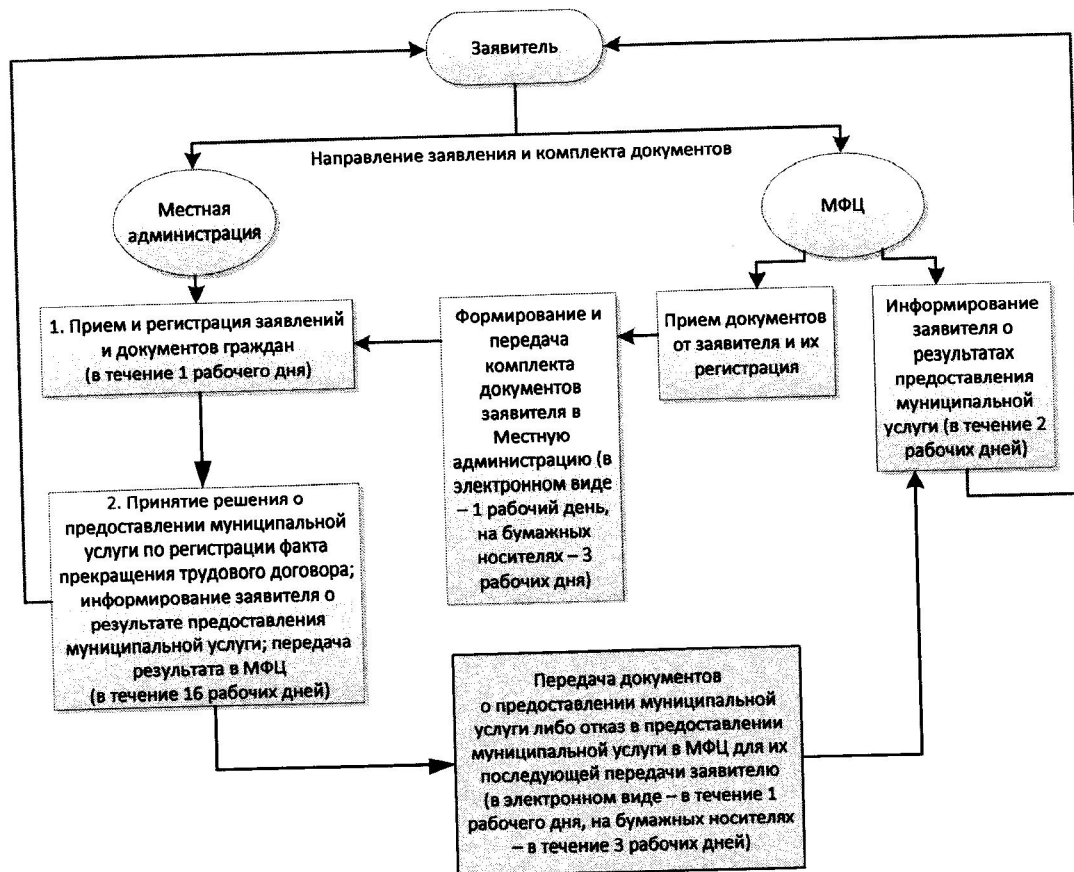 Заявитель
Направление заявления и комплекта документов
Местная
администрация
МФЦ
1. Прием и регистрация заявлений
и документов граждан
(в течение 1 рабочего дня)
Формирование и
передача
комплекта
документов
заявителя в
Местную
администрацию (в
электронном виде
– 1 рабочий день,
на бумажных
носителях – 3
рабочих дня)
Прием документов
от заявителя и их
регистрация
Информирование
заявителя о
результатах
предоставления
муниципальной
услуги (в течение 2
рабочих дней)
2. Принятие решения о
предоставлении муниципальной
услуги по регистрации факта
прекращения трудового договора;
информирование заявителя о
результате предоставления
муниципальной услуги; передача
результата в МФЦ
(в течение 16 рабочих дней)
Передача документов
о предоставлении муниципальной
услуги либо отказ в предоставлении
муниципальной услуги в МФЦ для их
последующей передачи заявителю
(в электронном виде – в течение 1
рабочего дня, на бумажных носителях
– в течение 3 рабочих дней)